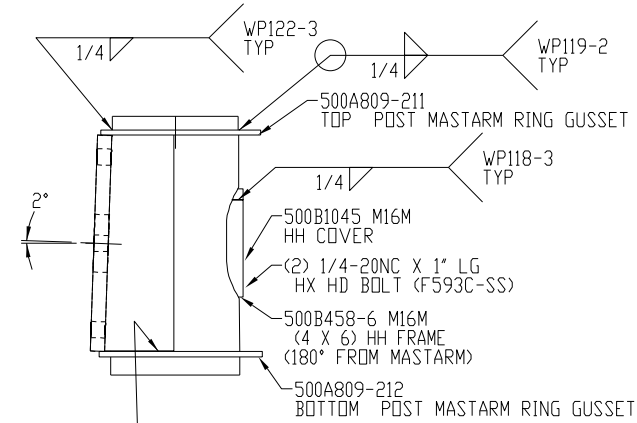 WP122-3
TYP
1/4
WP119-2
TYP
1/4
500A809-211
TOP POST MASTARM RING GUSSET
WP118-3
TYP
1/4
2°
500B1045 M16M
HH COVER
(2) 1/4-20NC X 1" LG
HX HD BOLT (F593C-SS)
500B458-6 M16M
(4 X 6) HH FRAME
(180° FROM MASTARM)
500A809-212
BOTTOM POST MASTARM RING GUSSET